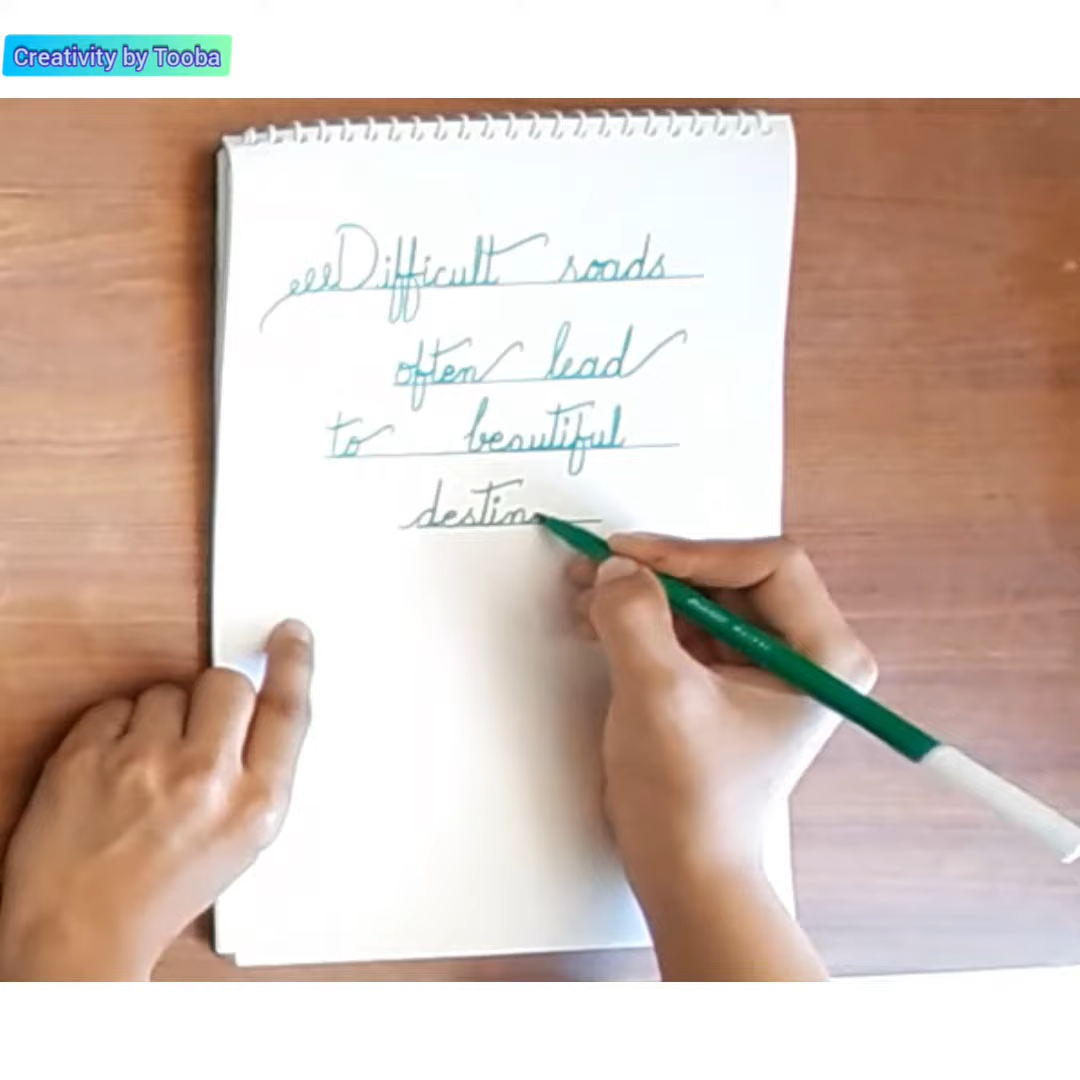 Creativity by Tooba
Difficult roads
often lead
to beautiful
destin